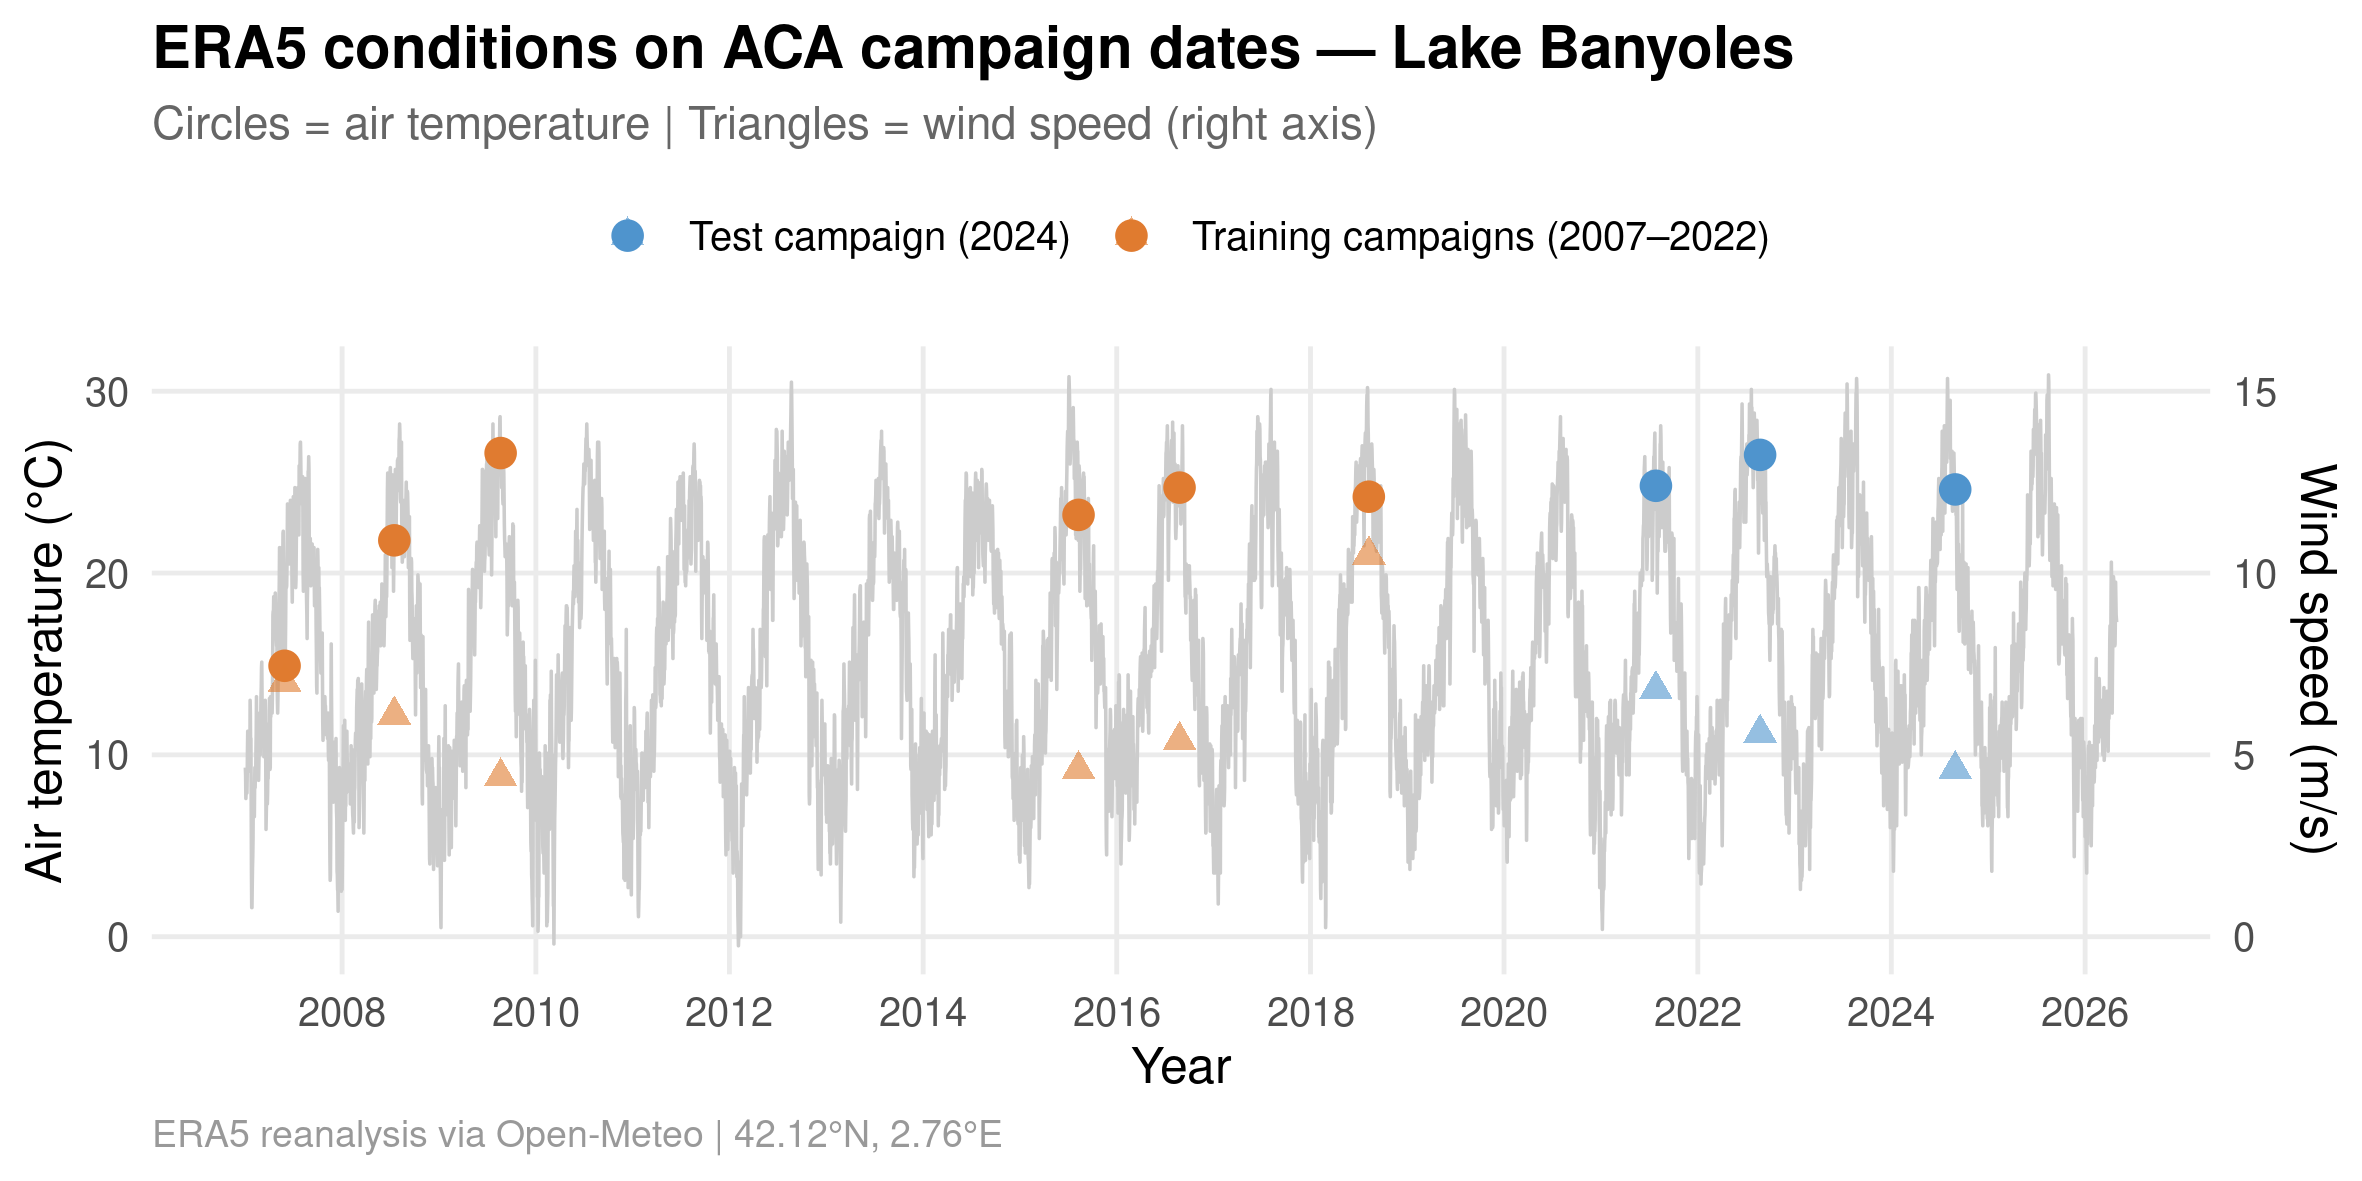 ERA5 conditions on ACA campaign dates — Lake Banyoles
Circles = air temperature | Triangles = wind speed (right axis)
Test campaign (2024)
Training campaigns (2007–2022)
Air temperature (°C)
30
20
10
0
15
10
5
0
Wind speed (m/s)
2008
2010
2012
2014
2016
2018
2020
2022
2024
2026
Year
ERA5 reanalysis via Open-Meteo | 42.12°N, 2.76°E